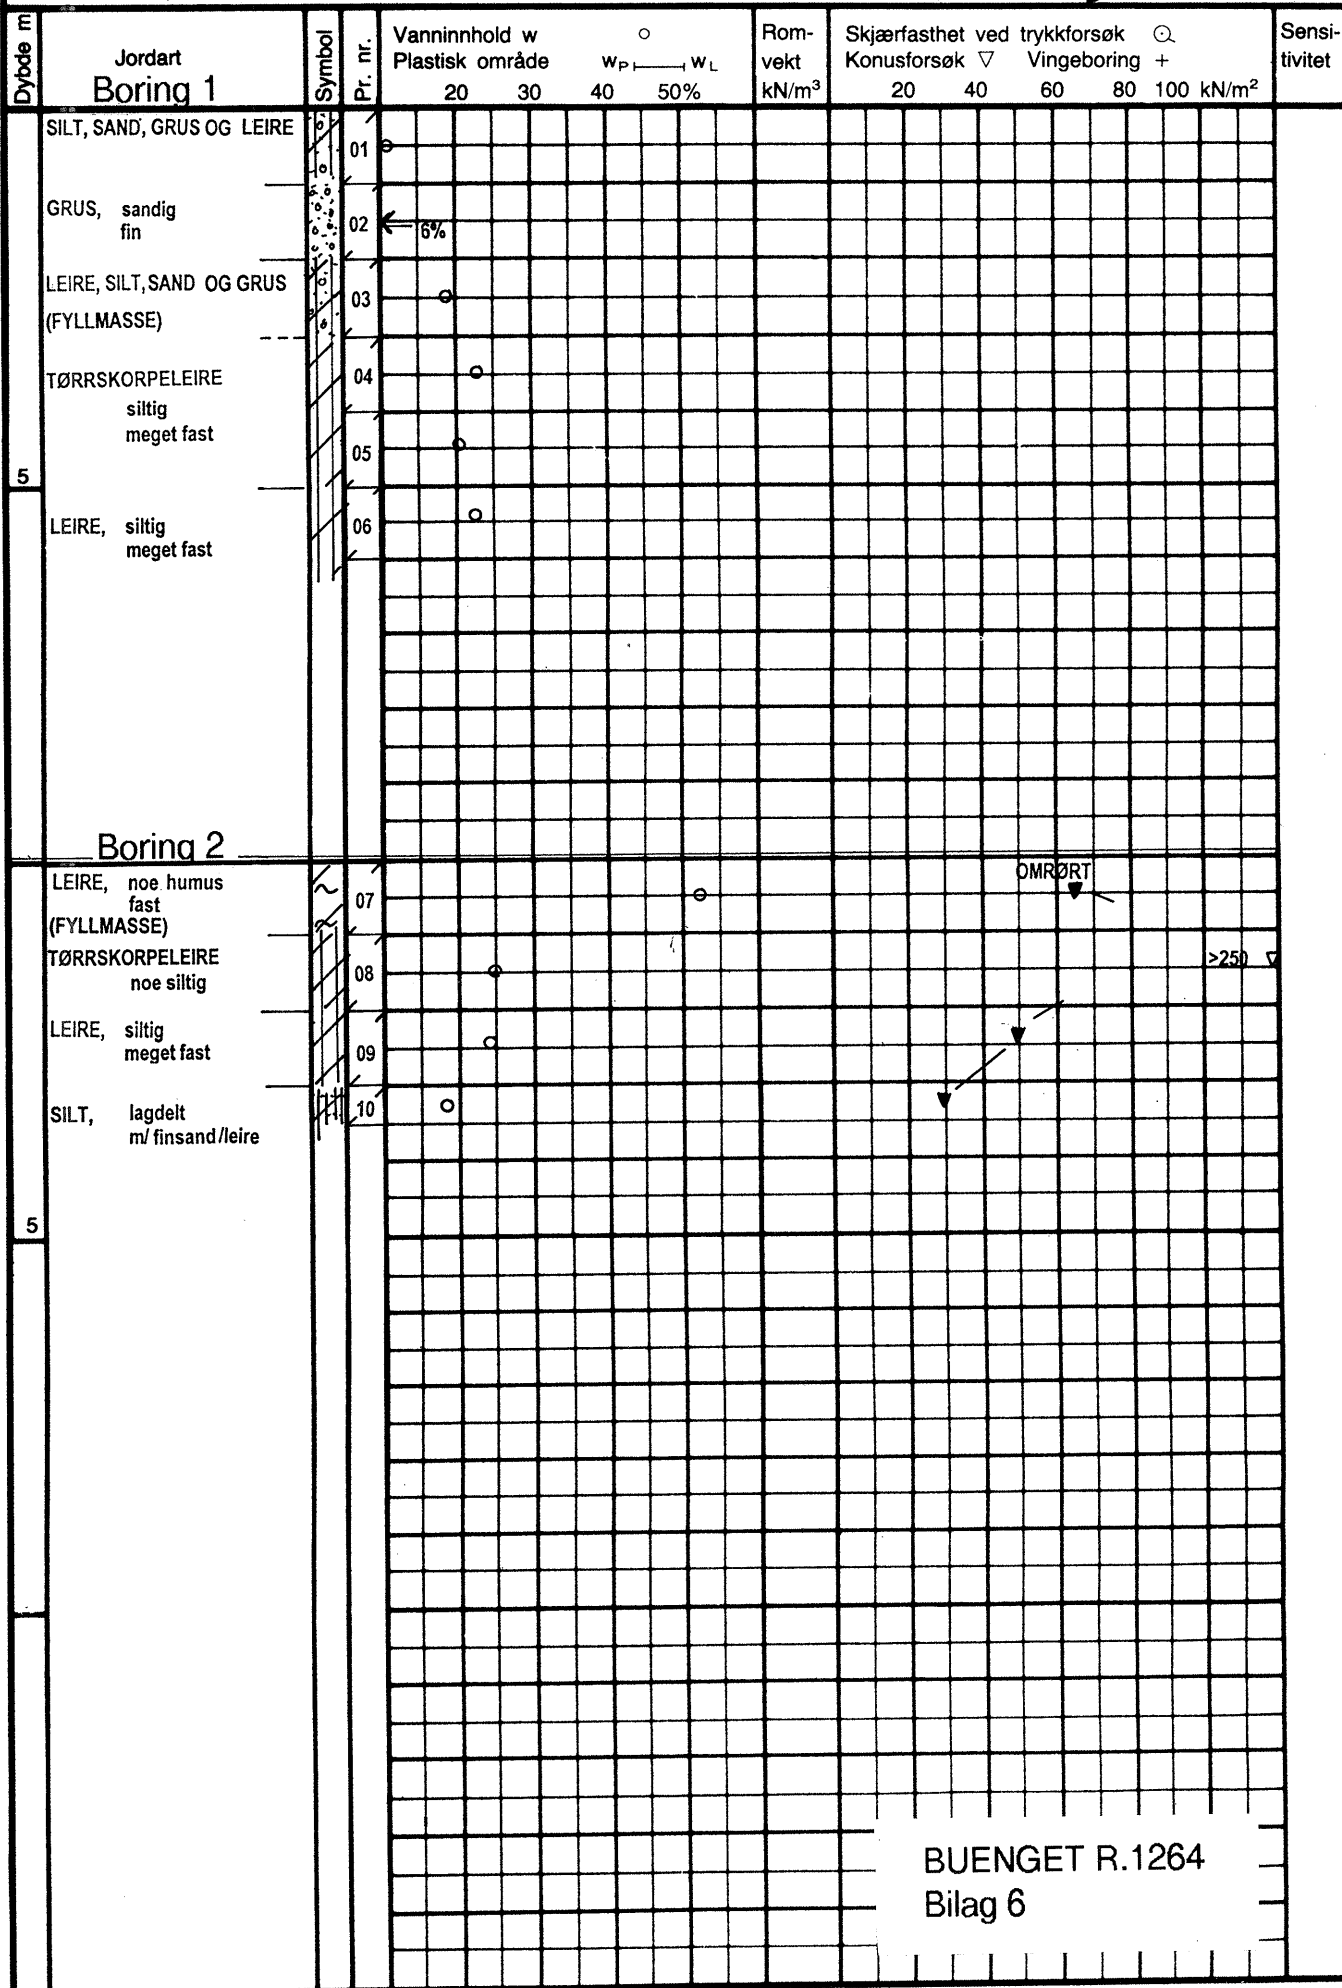 Dybde m
Jordart
Boring 1
Symbol
Pr. nr.
Vanninnhold w
Plastisk område wP wL
20 30 40 50%
Rom-
vekt
kN/m³
Skjærfasthet ved trykkforsøk
Konusforsøk ▽ Vingeboring +
20 40 60 80 100 kN/m²
Sensi-
tivitet
SILT, SAND, GRUS OG LEIRE
01
GRUS, sandig
fin
02
6%
LEIRE, SILT, SAND OG GRUS
(FYLLMASSE)
03
TØRRSKORPELEIRE
siltig
meget fast
04
05
5
LEIRE, siltig
meget fast
06
Boring 2
LEIRE, noe humus
fast
(FYLLMASSE)
07
OMRØRT
TØRRSKORPELEIRE
noe siltig
08
>250
LEIRE, siltig
meget fast
09
SILT, lagdelt
m/ finsand/leire
10
5
BUENGET R.1264
Bilag 6